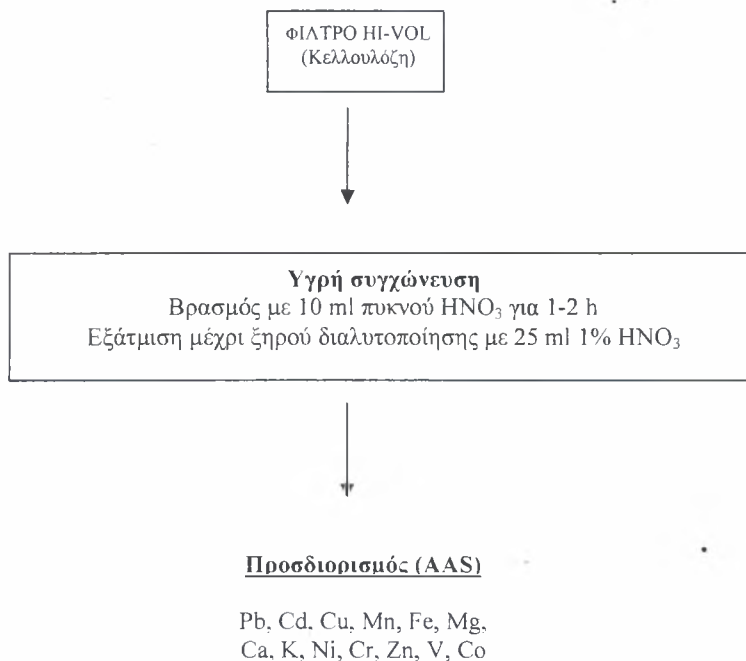 ΦΙΛΤΡΟ HI-VOL
(Κελλουλόζη)
Υγρή συγχώνευση
Βρασμός με 10 ml πυκνού HNO₃ για 1-2 h
Εξάτμιση μέχρι ξηρού διαλυτοποίησης με 25 ml 1% HNO₃
Προσδιορισμός (AAS)
Pb, Cd, Cu, Mn, Fe, Mg,
Ca, K, Ni, Cr, Zn, V, Co